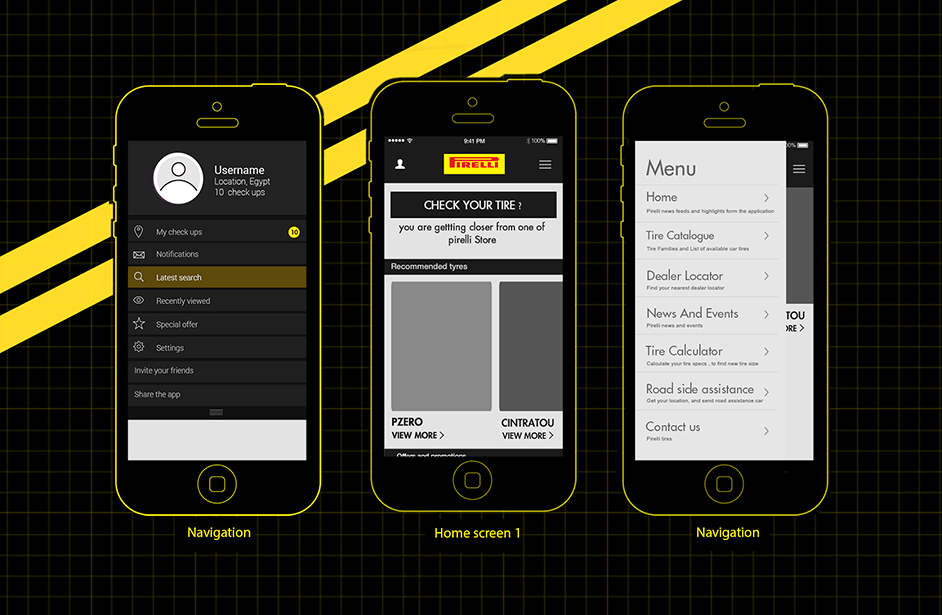 Username
Location, Egypt
10 check ups
My check ups
10
Notifications
Latest search
Recently viewed
Special offer
Settings
Invite your friends
Share the app
Navigation
9:41 PM
100%
PIRELLI
CHECK YOUR TIRE ?
you are gettting closer from one of
pirelli Store
Recommended tyres
PZERO
VIEW MORE >
CINTRATOU
VIEW MORE >
Offers and promotions
Home screen 1
Menu
Home
Pirelli news feeds and highlights form the application
Tire Catalogue
Tire Families and List of available car tires
Dealer Locator
Find your nearest dealer locator
News And Events
Pirelli news and events
Tire Calculator
Calculate your tire specs , to find new tire size
Road side assistance
Get your location, and send road assistance car
Contact us
Pirelli tires
00%
TOU
ORE >
Navigation